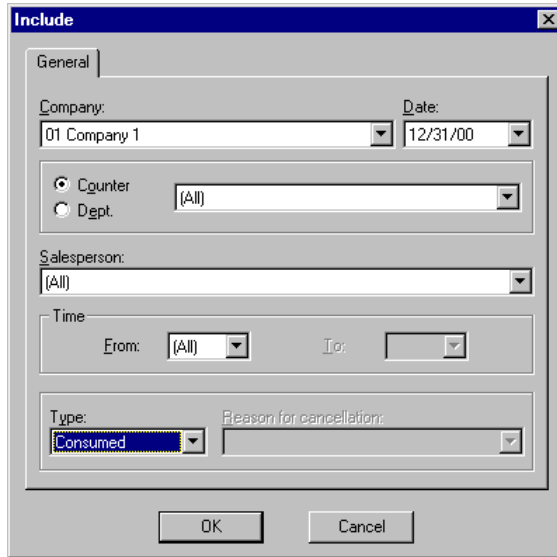 Include
General
Company: Date:
01 Company 1 12/31/00
Counter
Dept.
(All)
Salesperson:
(All)
Time
From: (All) To:
Type: Reason for cancellation:
Consumed
OK Cancel